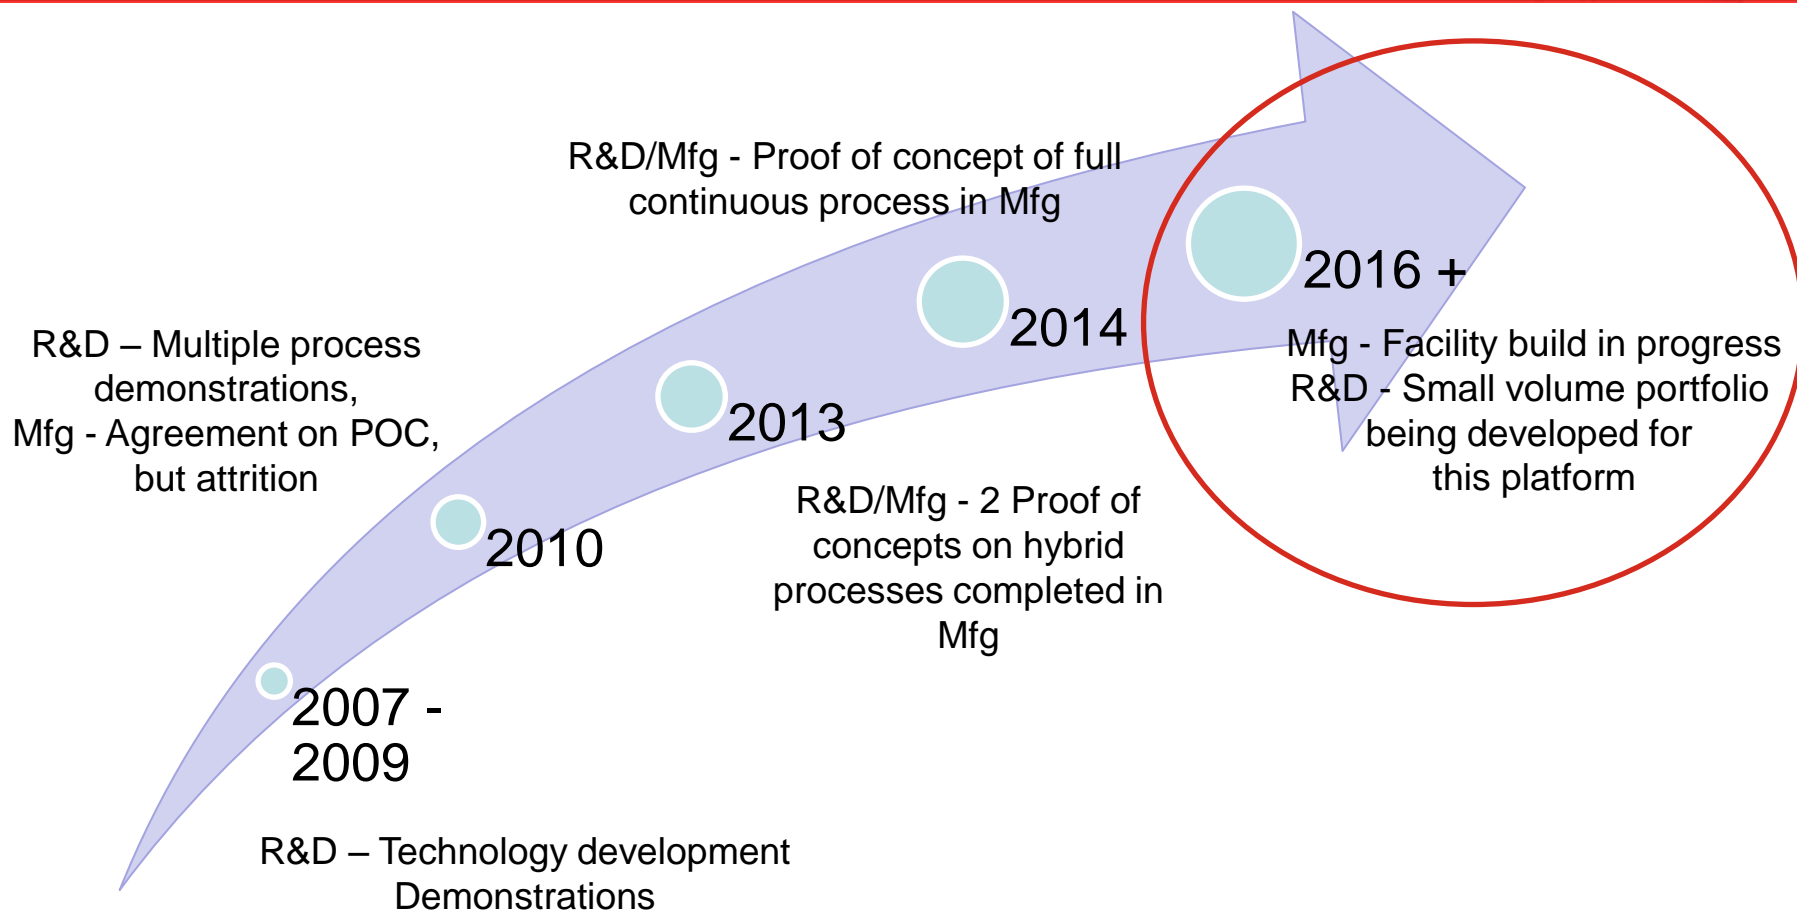 R&D/Mfg - Proof of concept of full
continuous process in Mfg
2016 +
2014
R&D – Multiple process
demonstrations,
Mfg - Agreement on POC,
but attrition
Mfg - Facility build in progress
R&D - Small volume portfolio
being developed for
this platform
2013
R&D/Mfg - 2 Proof of
concepts on hybrid
processes completed in
Mfg
2010
2007 -
2009
R&D – Technology development
Demonstrations